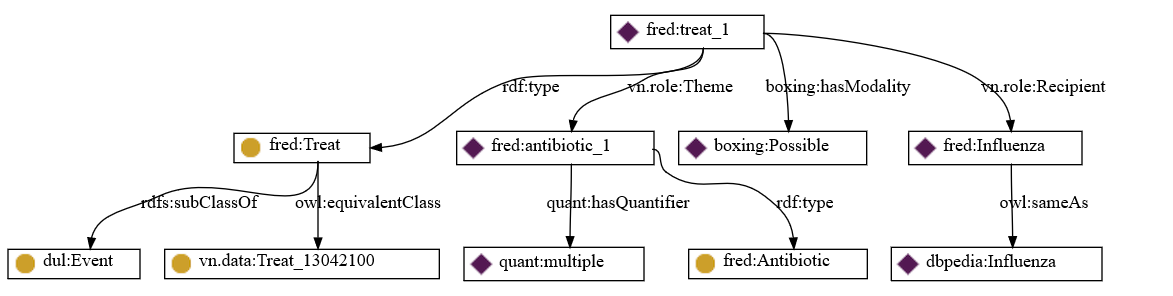 fred:treat_1
rdf:type
vn.role:Theme
boxing:hasModality
vn.role:Recipient
fred:Treat
fred:antibiotic_1
boxing:Possible
fred:Influenza
rdfs:subClassOf
owl:equivalentClass
quant:hasQuantifier
rdf:type
owl:sameAs
dul:Event
vn.data:Treat_13042100
quant:multiple
fred:Antibiotic
dbpedia:Influenza